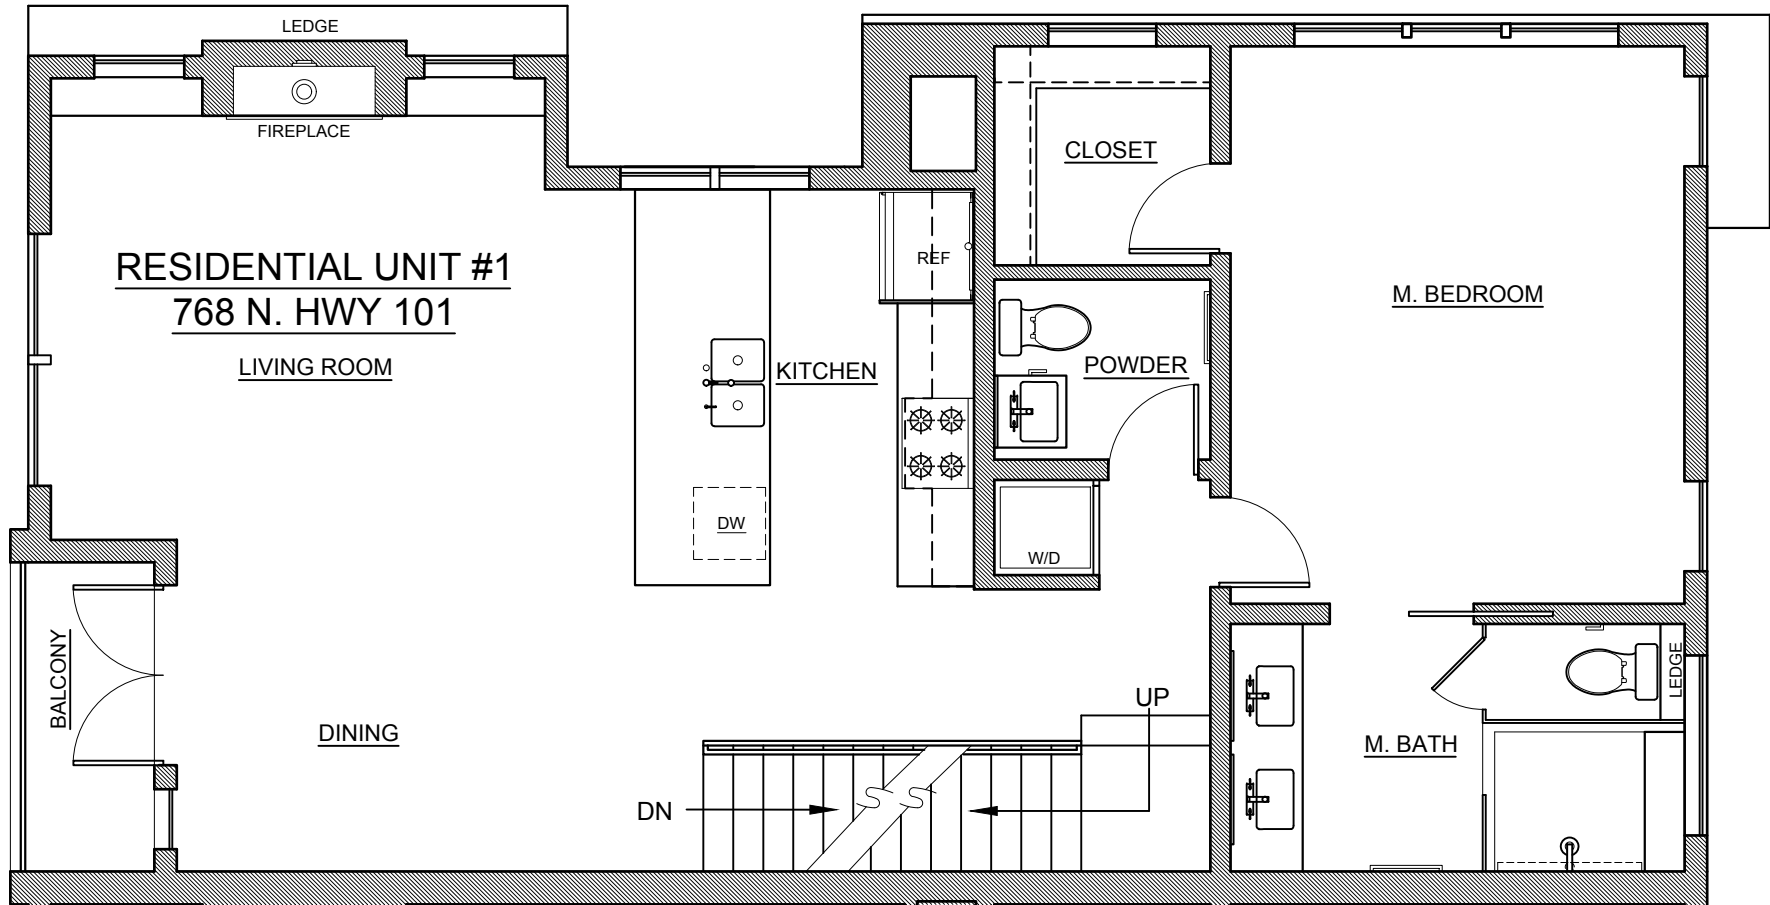 LEDGE
FIREPLACE
CLOSET
RESIDENTIAL UNIT #1
768 N. HWY 101
REF
M. BEDROOM
LIVING ROOM
KITCHEN
POWDER
DW
W/D
BALCONY
LEDGE
UP
DINING
M. BATH
DN